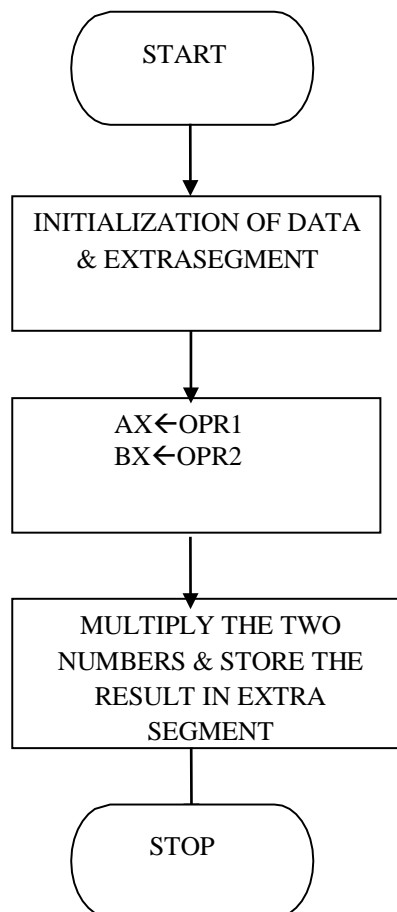 START
INITIALIZATION OF DATA
& EXTRASEGMENT
AX←OPR1
BX←OPR2
MULTIPLY THE TWO
NUMBERS & STORE THE
RESULT IN EXTRA
SEGMENT
STOP